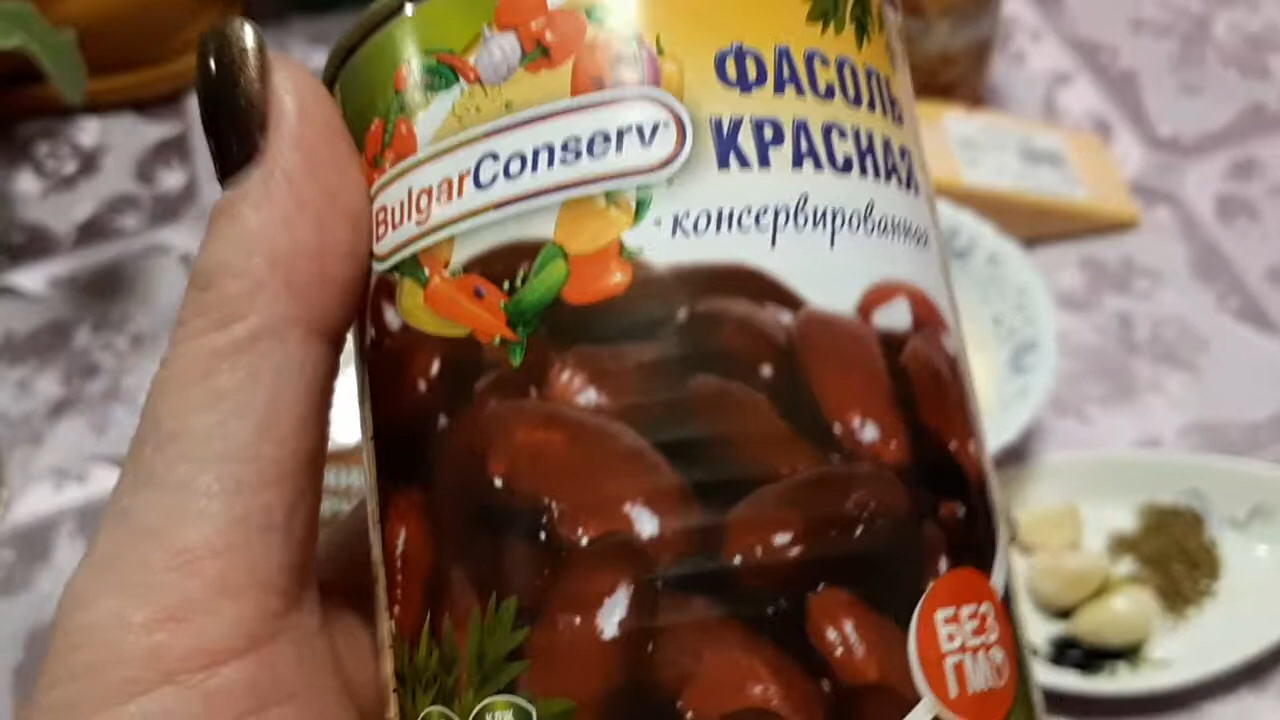 BulgarConserv
ФАСОЛЬ
КРАСНАЯ
консервированная
БЕЗ
ГМО